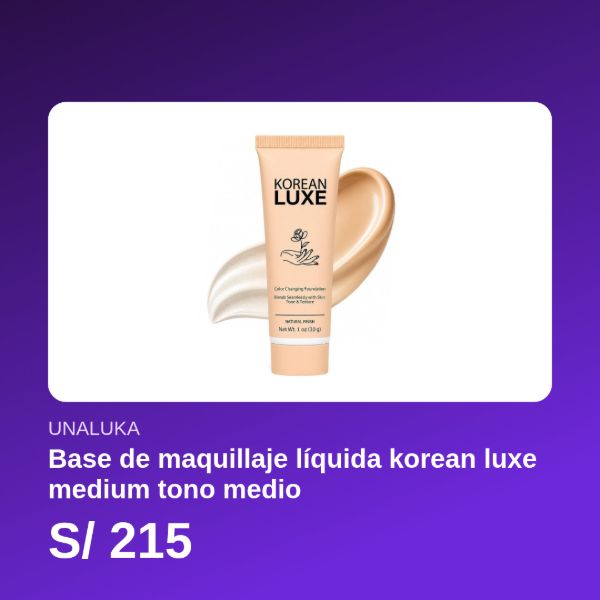 KOREAN
LUXE
Color Changing Foundation
Blends Seamlessly with Skin
Tone & Texture
NATURAL FINISH
Net Wt. 1 oz (30g)
UNALUKA
Base de maquillaje líquida korean luxe
medium tono medio
S/ 215